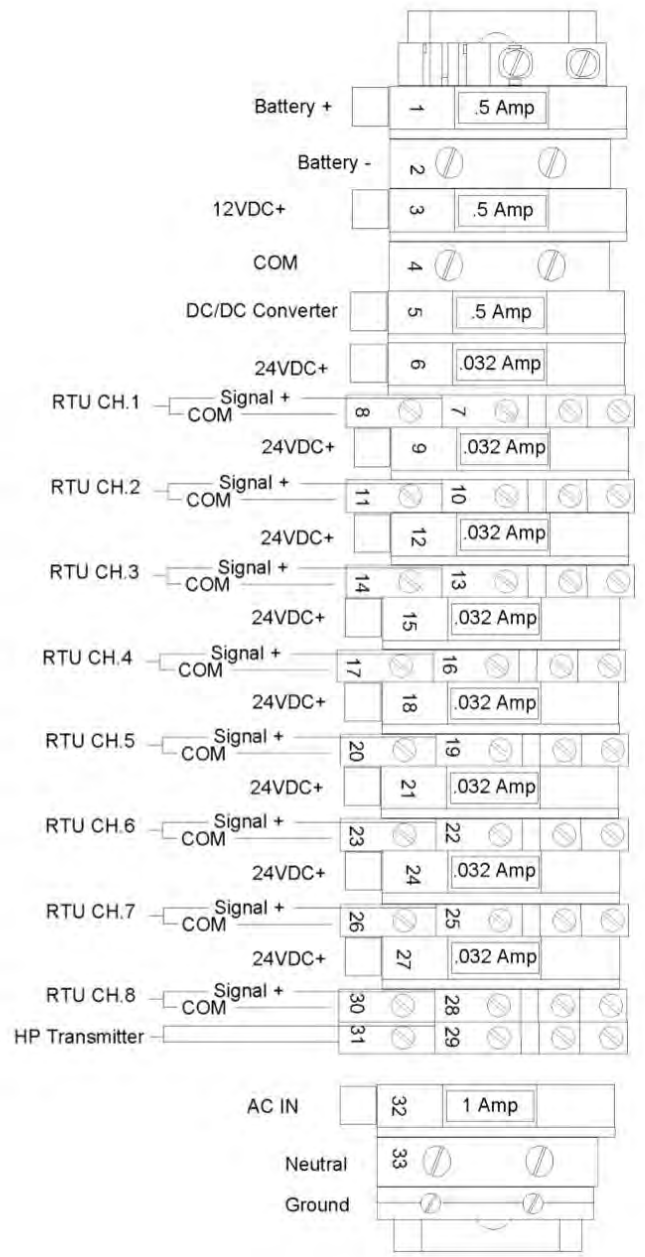 Battery + 1 .5 Amp
Battery - 2
12VDC+ 3 .5 Amp
COM 4
DC/DC Converter 5 .5 Amp
24VDC+ 6 .032 Amp
RTU CH.1 Signal +
COM 8 7
24VDC+ 9 .032 Amp
RTU CH.2 Signal +
COM 11 10
24VDC+ 12 .032 Amp
RTU CH.3 Signal +
COM 14 13
24VDC+ 15 .032 Amp
RTU CH.4 Signal +
COM 17 16
24VDC+ 18 .032 Amp
RTU CH.5 Signal +
COM 20 19
24VDC+ 21 .032 Amp
RTU CH.6 Signal +
COM 23 22
24VDC+ 24 .032 Amp
RTU CH.7 Signal +
COM 26 25
24VDC+ 27 .032 Amp
RTU CH.8 Signal +
COM 30 28
HP Transmitter 31 29
AC IN 32 1 Amp
Neutral 33
Ground